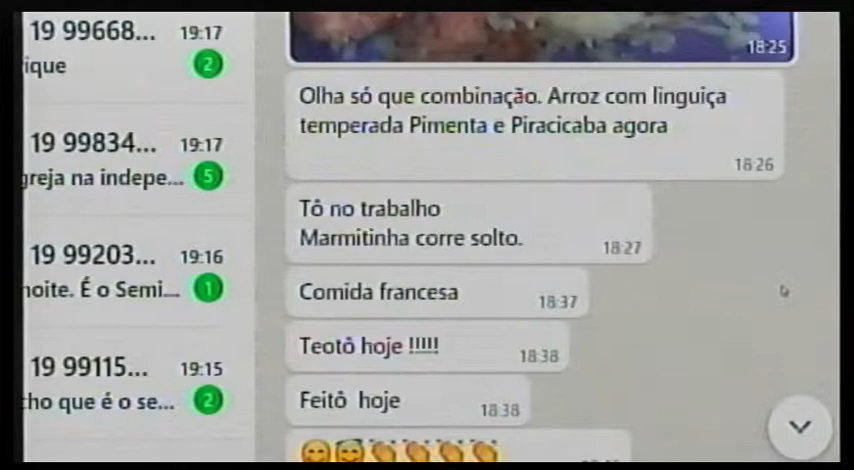 19 99668... 19:17
ique 2
19 99834... 19:17
greja na indepe... 5
19 99203... 19:16
noite. É o Semi... 1
19 99115... 19:15
cho que é o se... 2
18:25
Olha só que combinação. Arroz com linguiça
temperada Pimenta e Piracicaba agora
18:26
Tô no trabalho
Marmitinha corre solto. 18:27
Comida francesa 18:37
Teotô hoje !!!!! 18:38
Feitô hoje 18:38